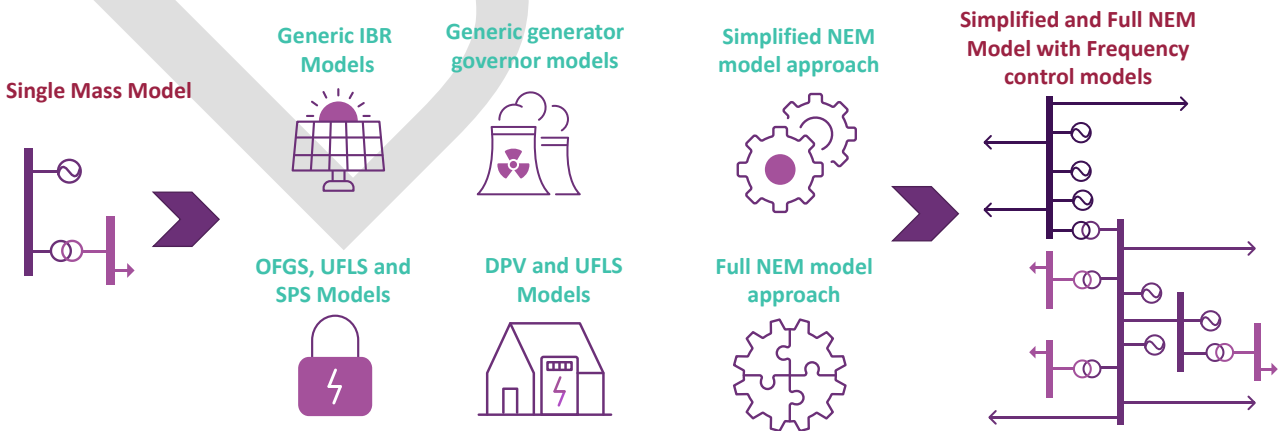 Single Mass Model
Generic IBR
Models
Generic generator
governor models
OFGS, UFLS and
SPS Models
DPV and UFLS
Models
Simplified NEM
model approach
Full NEM model
approach
Simplified and Full NEM
Model with Frequency
control models